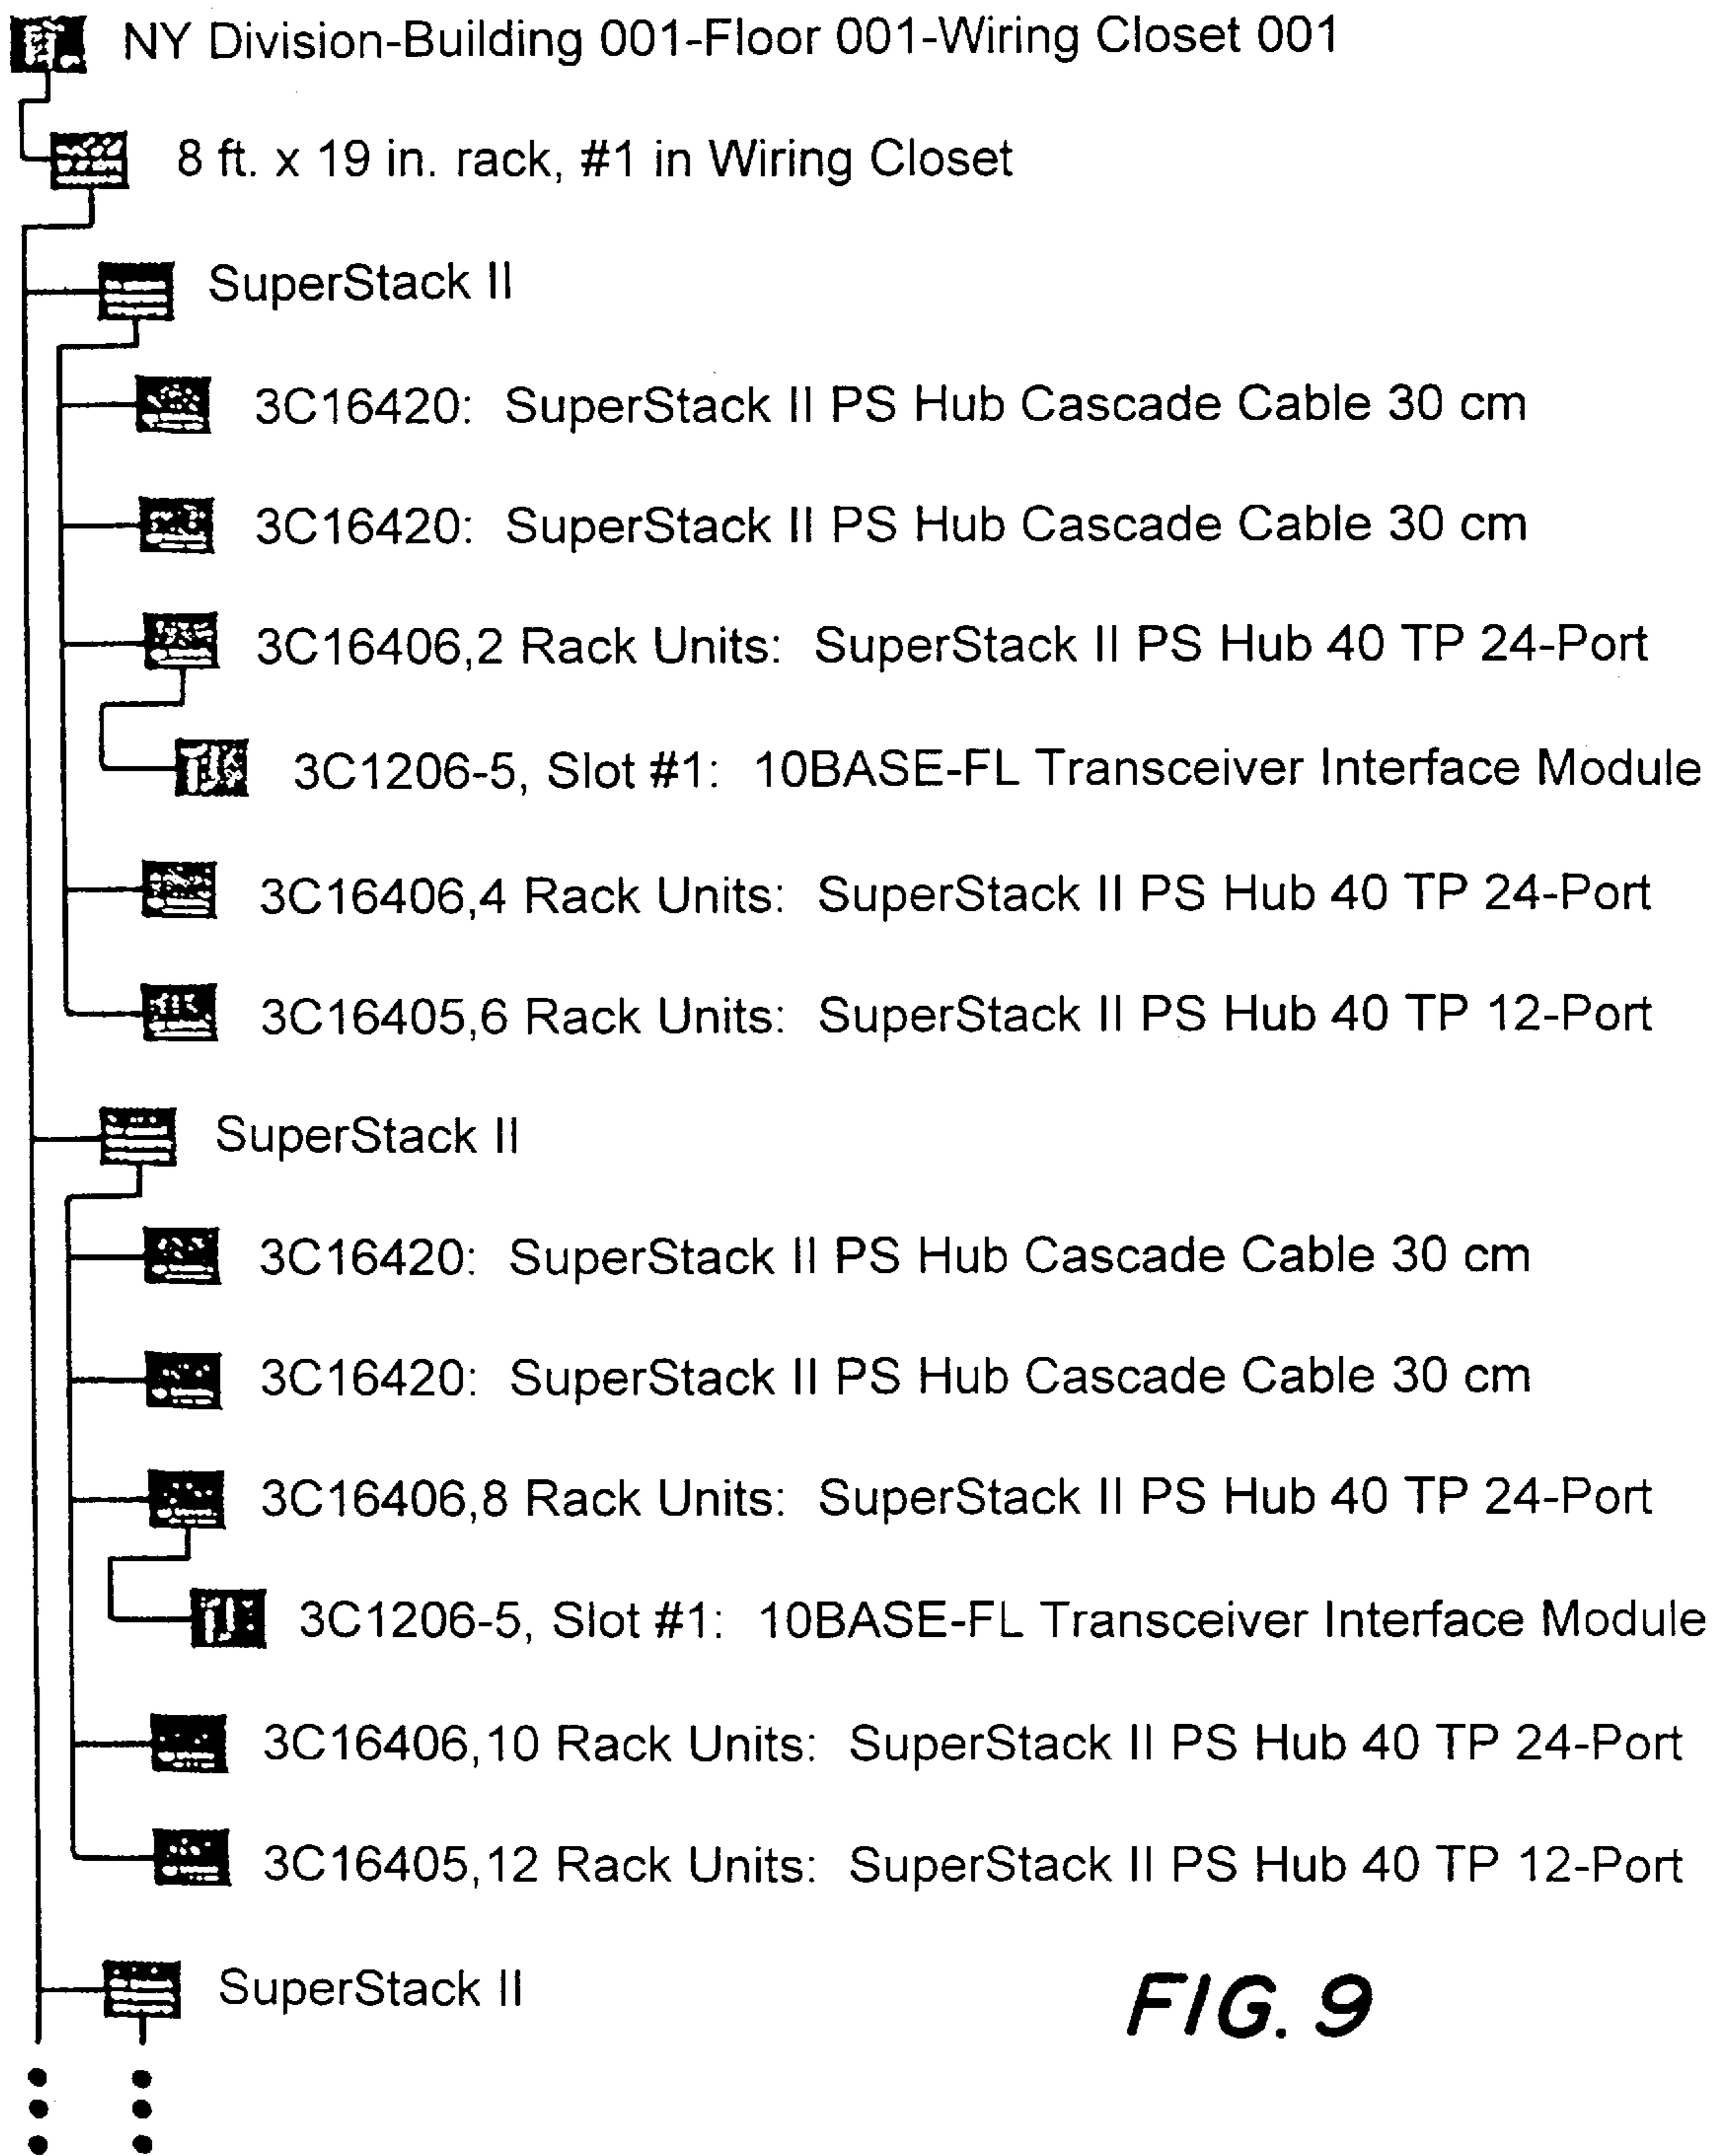 NY Division-Building 001-Floor 001-Wiring Closet 001
8 ft. x 19 in. rack, #1 in Wiring Closet
SuperStack II
3C16420: SuperStack II PS Hub Cascade Cable 30 cm
3C16420: SuperStack II PS Hub Cascade Cable 30 cm
3C16406,2 Rack Units: SuperStack II PS Hub 40 TP 24-Port
3C1206-5, Slot #1: 10BASE-FL Transceiver Interface Module
3C16406,4 Rack Units: SuperStack II PS Hub 40 TP 24-Port
3C16405,6 Rack Units: SuperStack II PS Hub 40 TP 12-Port
SuperStack II
3C16420: SuperStack II PS Hub Cascade Cable 30 cm
3C16420: SuperStack II PS Hub Cascade Cable 30 cm
3C16406,8 Rack Units: SuperStack II PS Hub 40 TP 24-Port
3C1206-5, Slot #1: 10BASE-FL Transceiver Interface Module
3C16406,10 Rack Units: SuperStack II PS Hub 40 TP 24-Port
3C16405,12 Rack Units: SuperStack II PS Hub 40 TP 12-Port
SuperStack II
FIG. 9